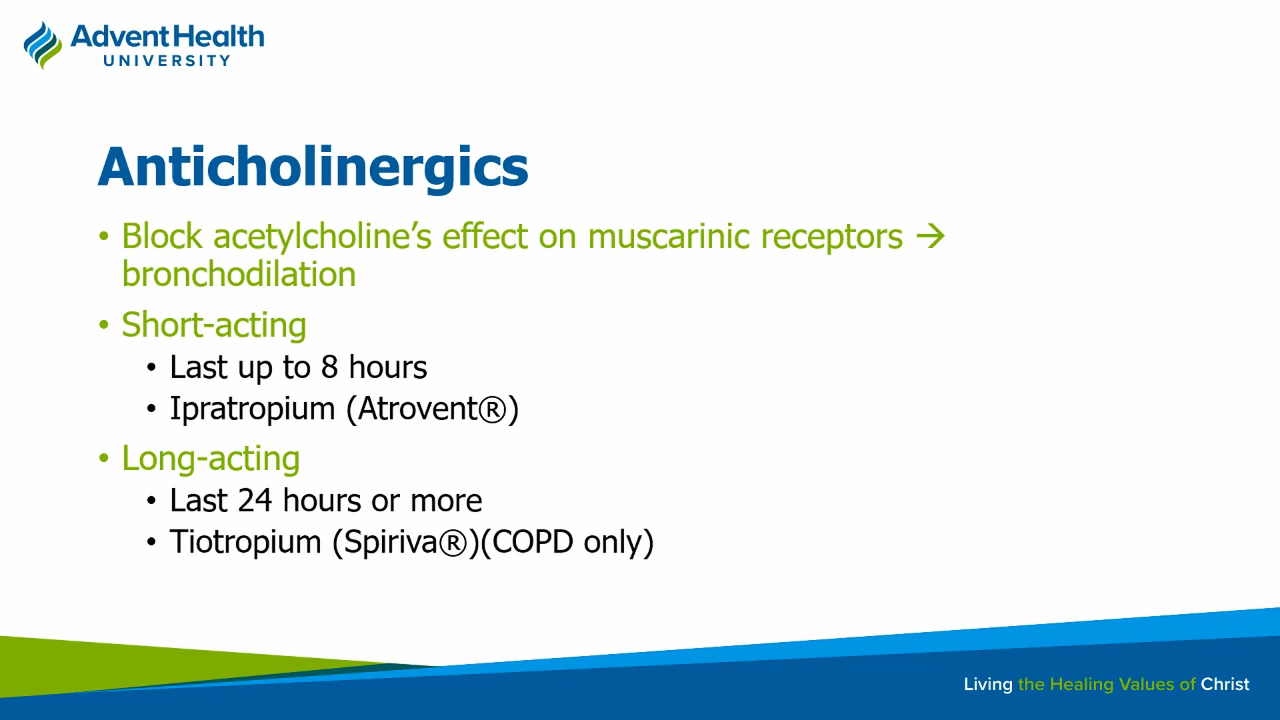 AdventHealth
UNIVERSITY
Anticholinergics
• Block acetylcholine’s effect on muscarinic receptors →
bronchodilation
• Short-acting
• Last up to 8 hours
• Ipratropium (Atrovent®)
• Long-acting
• Last 24 hours or more
• Tiotropium (Spiriva®)(COPD only)
Living the Healing Values of Christ